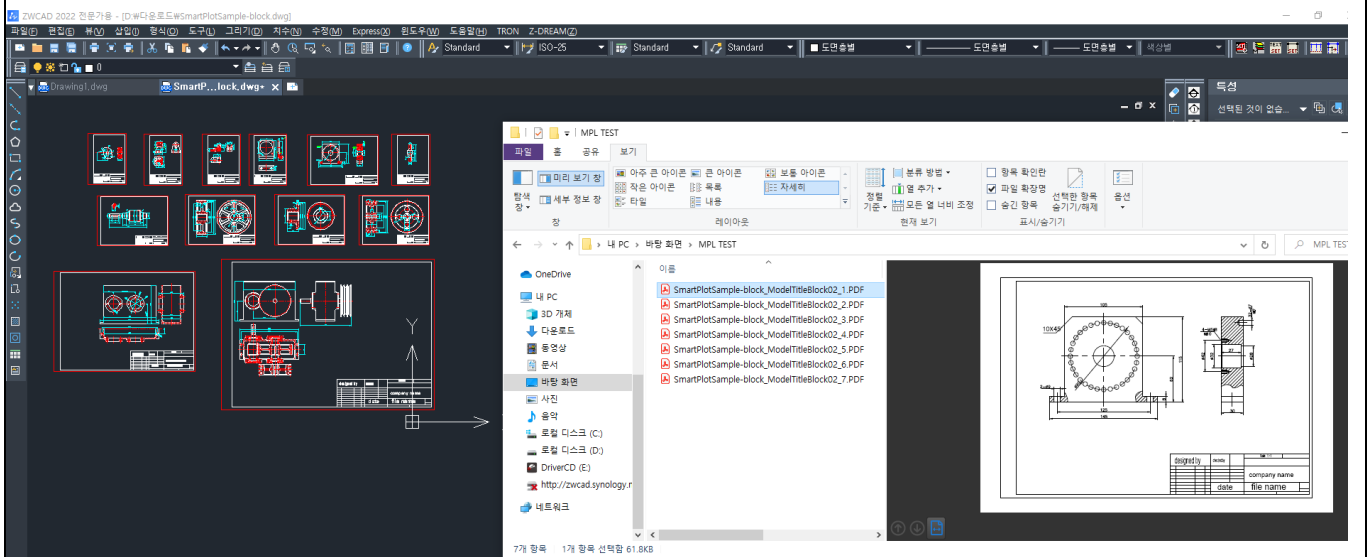 ZWCAD 2022 전문가용 - [D:₩다운로드₩SmartPlotSample-block.dwg]
파일(F) 편집(E) 뷰(V) 삽입(I) 형식(O) 도구(L) 그리기(D) 치수(N) 수정(M) Express(X) 윈도우(W) 도움말(H) TRON Z-DREAM(Z)
Standard ISO-25 Standard Standard ■ 도면층별 도면층별 도면층별 색상별
0
Drawing1.dwg SmartP...lock.dwg* X
특성
선택된 것이 없습...
MPL TEST
파일 홈 공유 보기
탐색 창
미리 보기 창
세부 정보 창
창
아주 큰 아이콘 큰 아이콘 보통 아이콘
작은 아이콘 목록 자세히
타일 내용
레이아웃
정렬 기준
분류 방법
열 추가
모든 열 너비 조정
현재 보기
항목 확인란
파일 확장명
숨긴 항목
선택한 항목
숨기기/해제
옵션
표시/숨기기
내 PC > 바탕 화면 > MPL TEST
MPL TES
OneDrive
내 PC
3D 개체
다운로드
동영상
문서
바탕 화면
사진
음악
로컬 디스크 (C:)
로컬 디스크 (D:)
DriverCD (E:)
http://zwcad.synology.n
네트워크
이름
SmartPlotSample-block_ModelTitleBlock02_1.PDF
SmartPlotSample-block_ModelTitleBlock02_2.PDF
SmartPlotSample-block_ModelTitleBlock02_3.PDF
SmartPlotSample-block_ModelTitleBlock02_4.PDF
SmartPlotSample-block_ModelTitleBlock02_5.PDF
SmartPlotSample-block_ModelTitleBlock02_6.PDF
SmartPlotSample-block_ModelTitleBlock02_7.PDF
10X45
designed by
company name
date file name
designed by
company name
date file name
Y
7개 항목 1개 항목 선택함 61.8KB